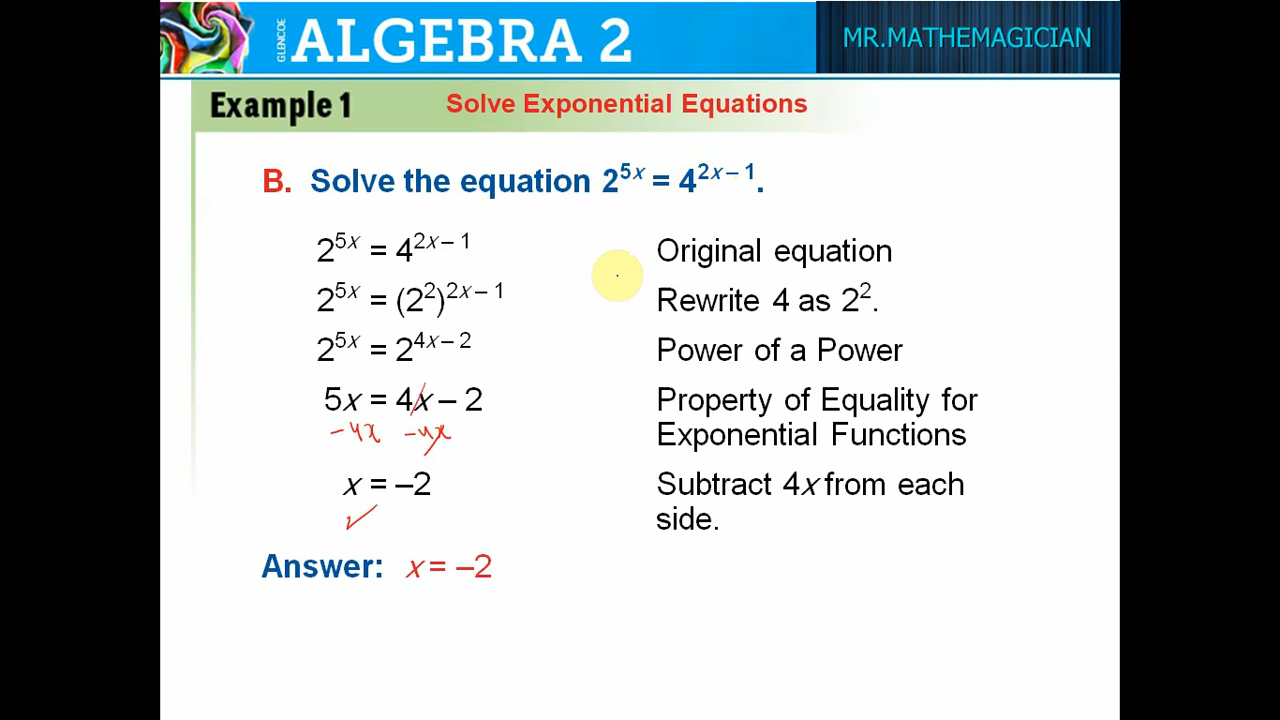 GLENCOE ALGEBRA 2 MR.MATHEMAGICIAN
Example 1 Solve Exponential Equations
B. Solve the equation 2^{5x} = 4^{2x – 1}.
2^{5x} = 4^{2x – 1} Original equation
2^{5x} = (2^2)^{2x – 1} Rewrite 4 as 2^2.
2^{5x} = 2^{4x – 2} Power of a Power
5x = 4x – 2 Property of Equality for
–4x –4x Exponential Functions
x = –2 Subtract 4x from each
side.
Answer: x = –2